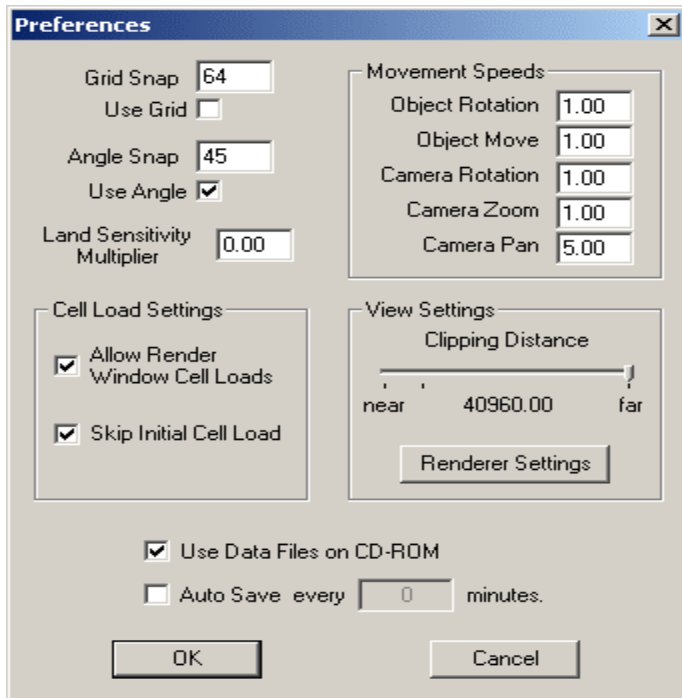 Preferences
Grid Snap 64
Use Grid
Angle Snap 45
Use Angle
Land Sensitivity
Multiplier 0.00
Movement Speeds
Object Rotation 1.00
Object Move 1.00
Camera Rotation 1.00
Camera Zoom 1.00
Camera Pan 5.00
Cell Load Settings
Allow Render
Window Cell Loads
Skip Initial Cell Load
View Settings
Clipping Distance
near 40960.00 far
Renderer Settings
Use Data Files on CD-ROM
Auto Save every 0 minutes.
OK Cancel